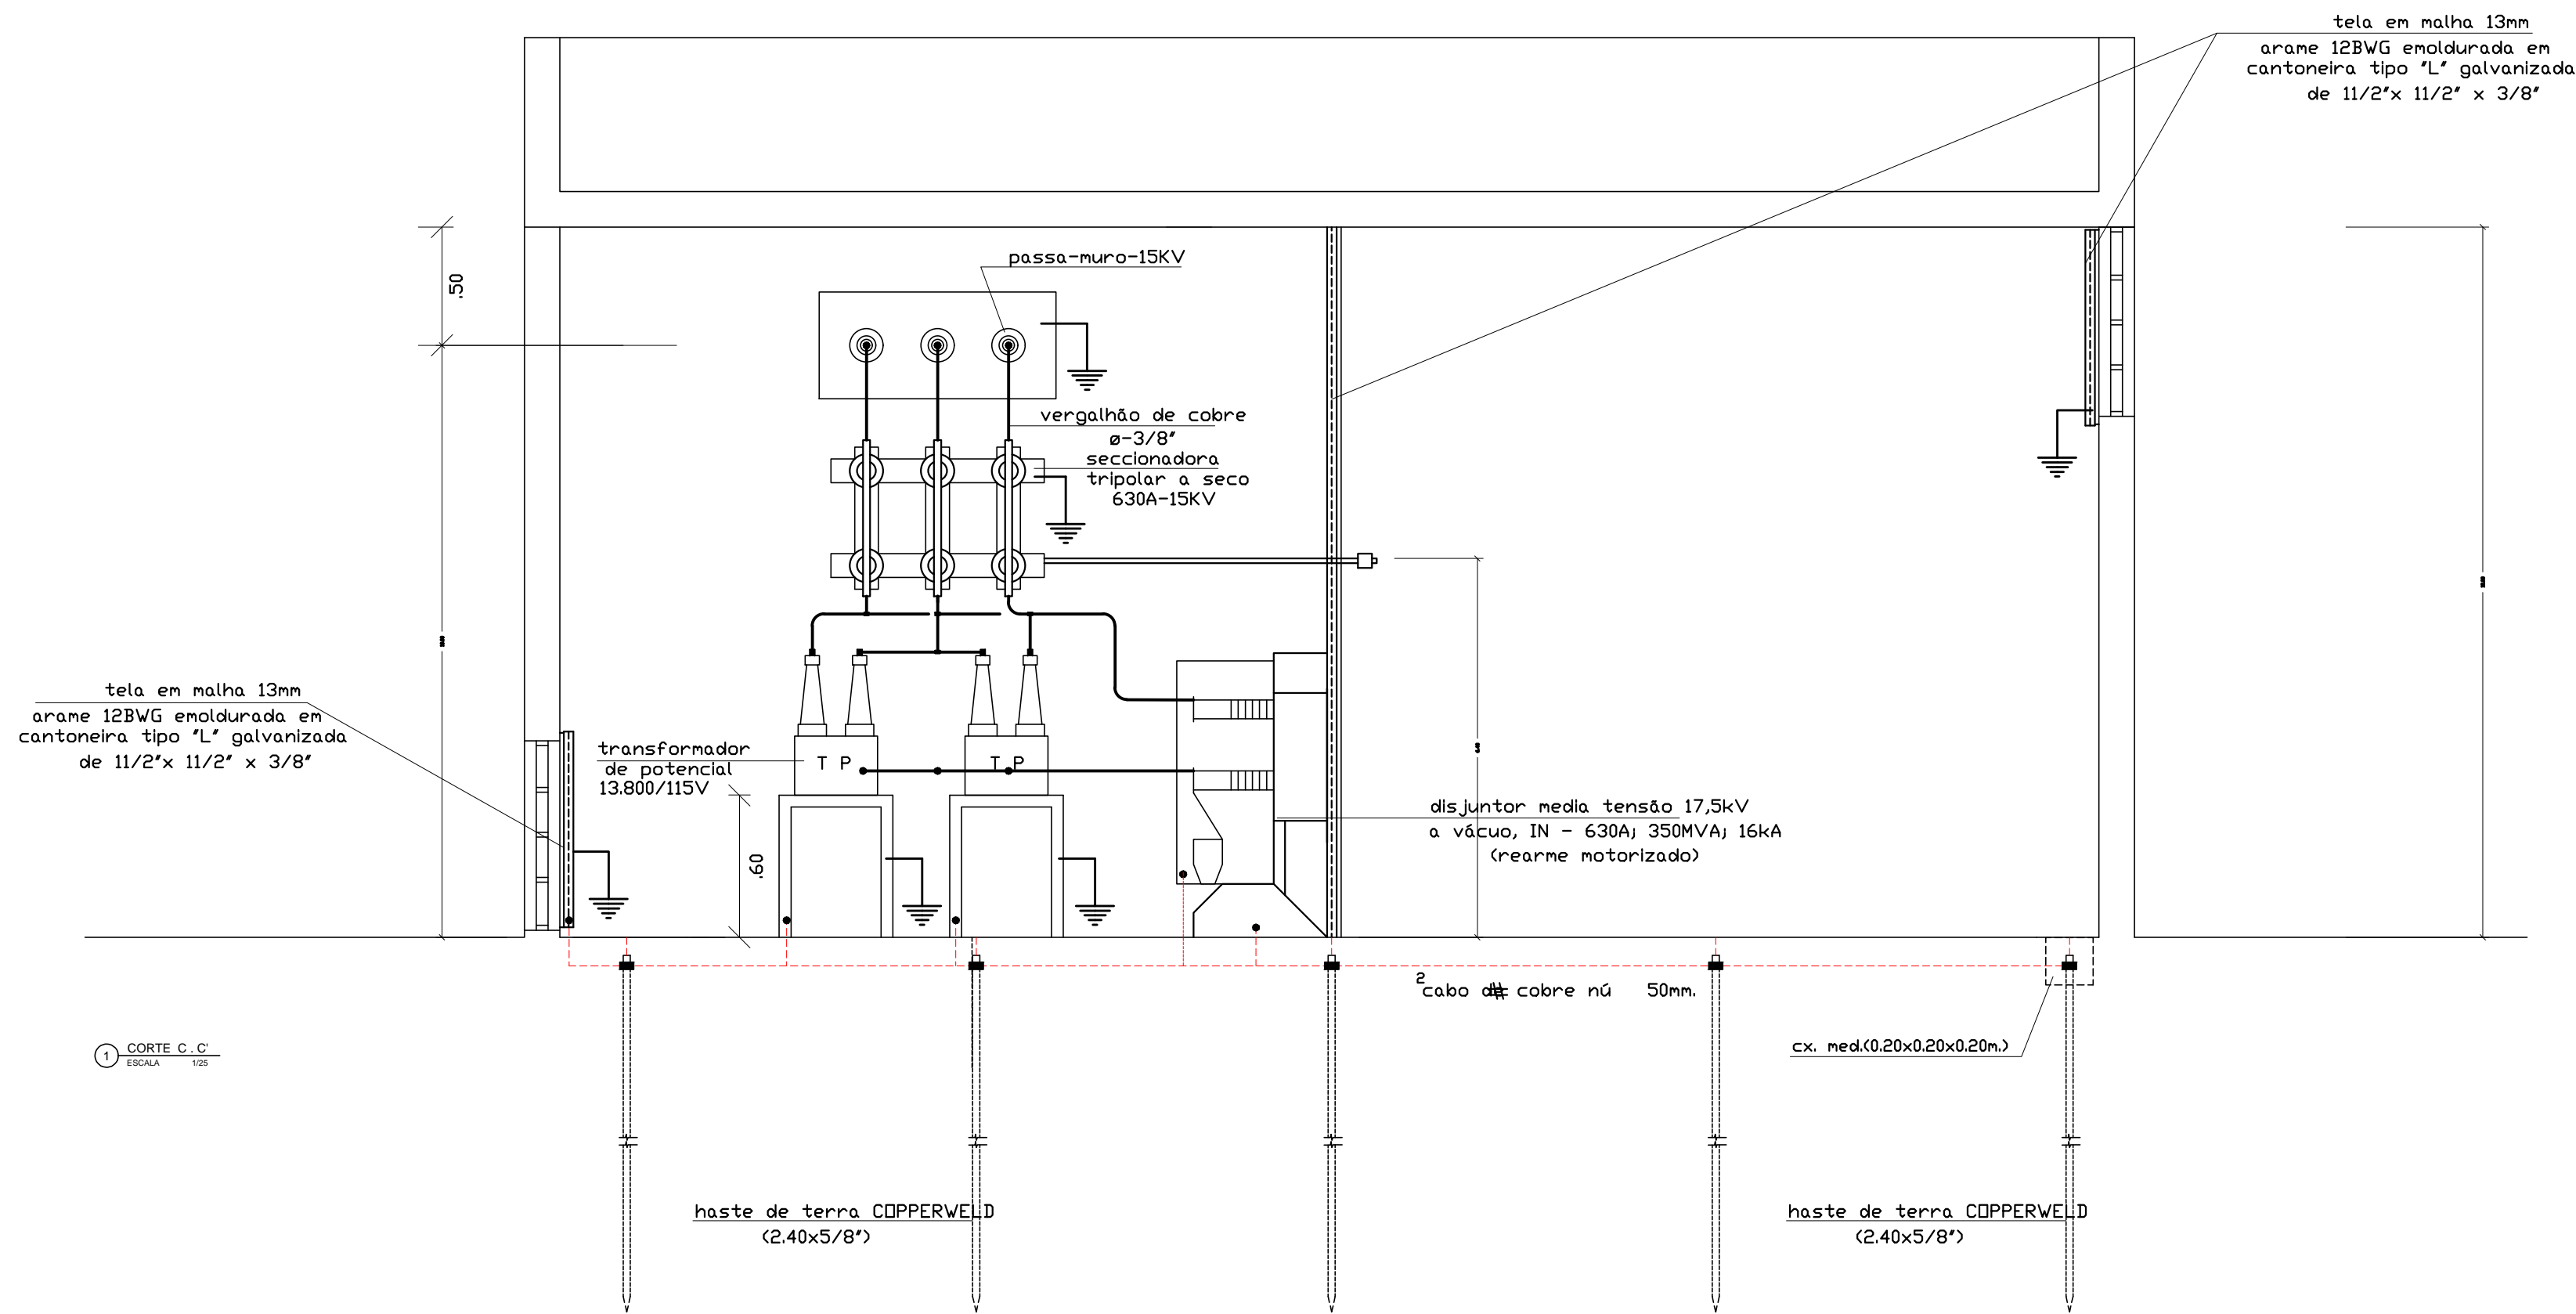 tela em malha 13mm
arame 12BWG emoldurada em
cantoneira tipo "L" galvanizada
de 11/2"x 11/2" x 3/8"
passa-muro-15KV
.50
vergalhão de cobre
ø-3/8"
seccionadora
tripolar a seco
630A-15KV
tela em malha 13mm
arame 12BWG emoldurada em
cantoneira tipo "L" galvanizada
de 11/2"x 11/2" x 3/8"
transformador
de potencial
13.800/115V
T P
T P
.60
disjuntor media tensão 17,5kV
a vácuo, IN - 630A; 350MVA; 16kA
(rearme motorizado)
2
cabo de cobre nú # 50mm.
1
CORTE C . C'
ESCALA 1/25
cx. med.(0.20x0.20x0.20m.)
haste de terra COPPERWELD
(2.40x5/8")
haste de terra COPPERWELD
(2.40x5/8")